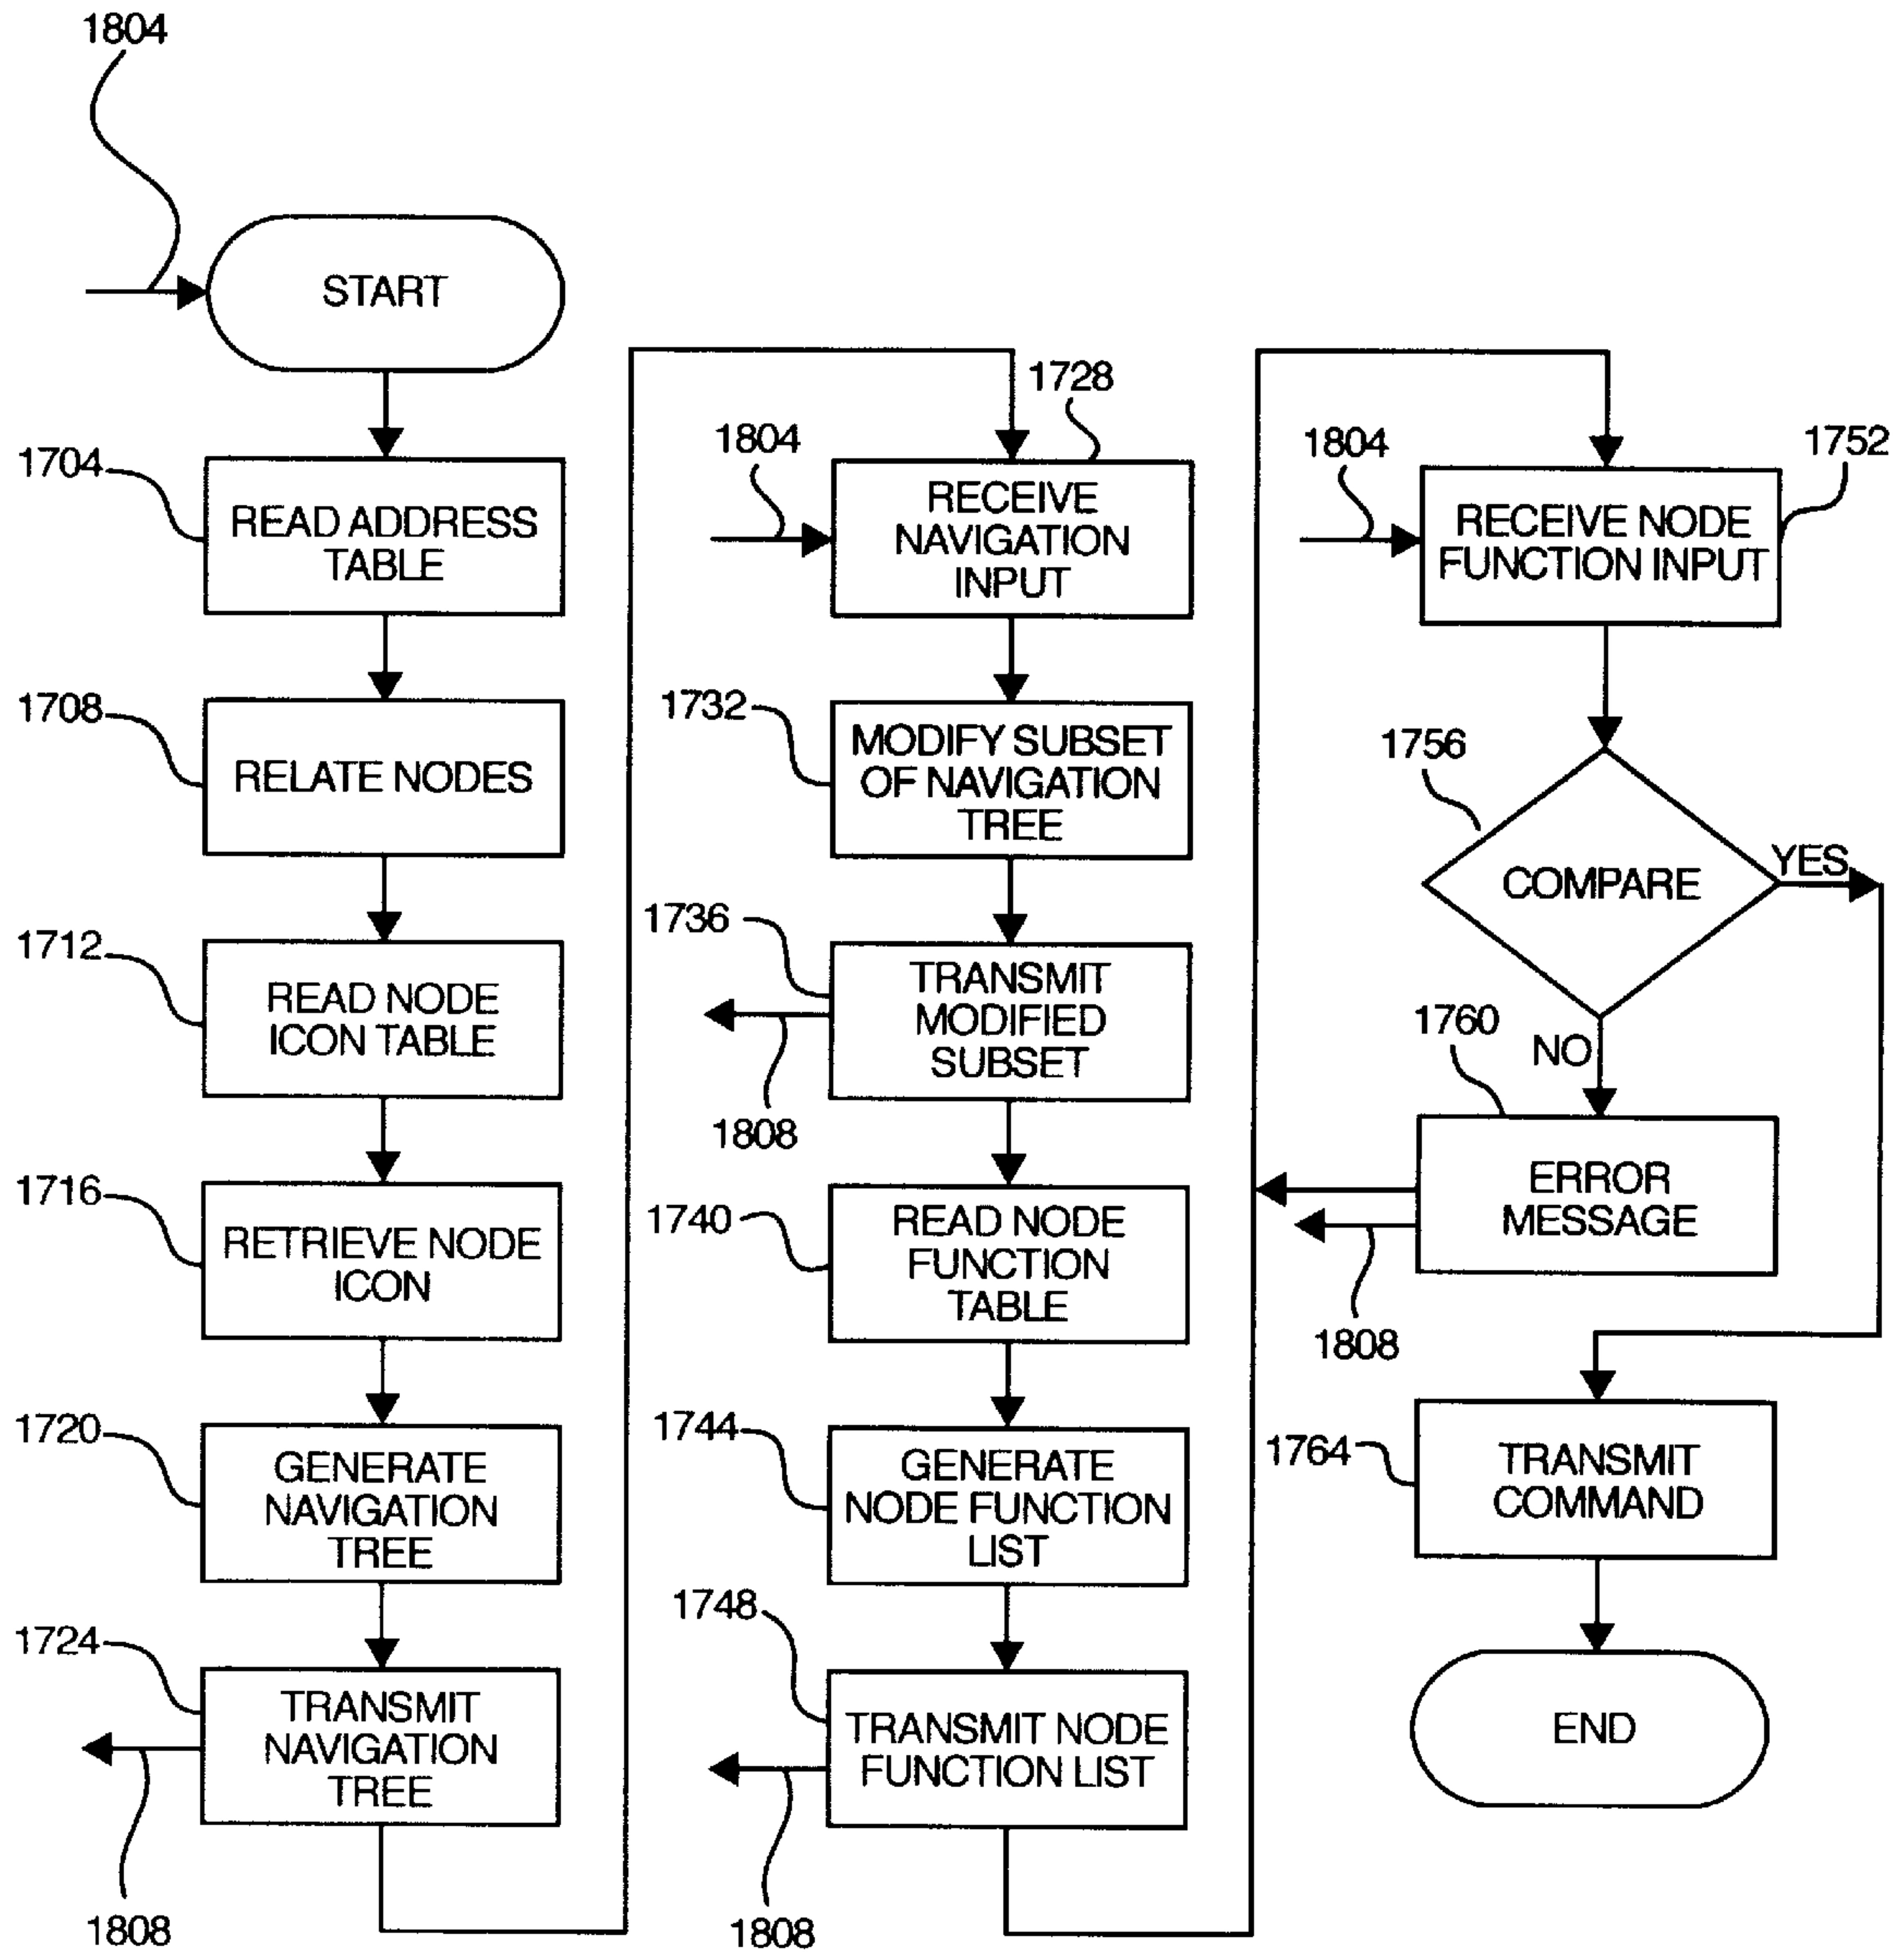 1804
START
1704
READ ADDRESS
TABLE
1708
RELATE NODES
1712
READ NODE
ICON TABLE
1716
RETRIEVE NODE
ICON
1720
GENERATE
NAVIGATION
TREE
1724
TRANSMIT
NAVIGATION
TREE
1808
1728
1804
RECEIVE
NAVIGATION
INPUT
1732
MODIFY SUBSET
OF NAVIGATION
TREE
1736
TRANSMIT
MODIFIED
SUBSET
1808
1740
READ NODE
FUNCTION
TABLE
1744
GENERATE
NODE FUNCTION
LIST
1748
TRANSMIT NODE
FUNCTION LIST
1808
1804
1752
RECEIVE NODE
FUNCTION INPUT
1756
COMPARE
YES
NO
1760
ERROR
MESSAGE
1808
1764
TRANSMIT
COMMAND
END